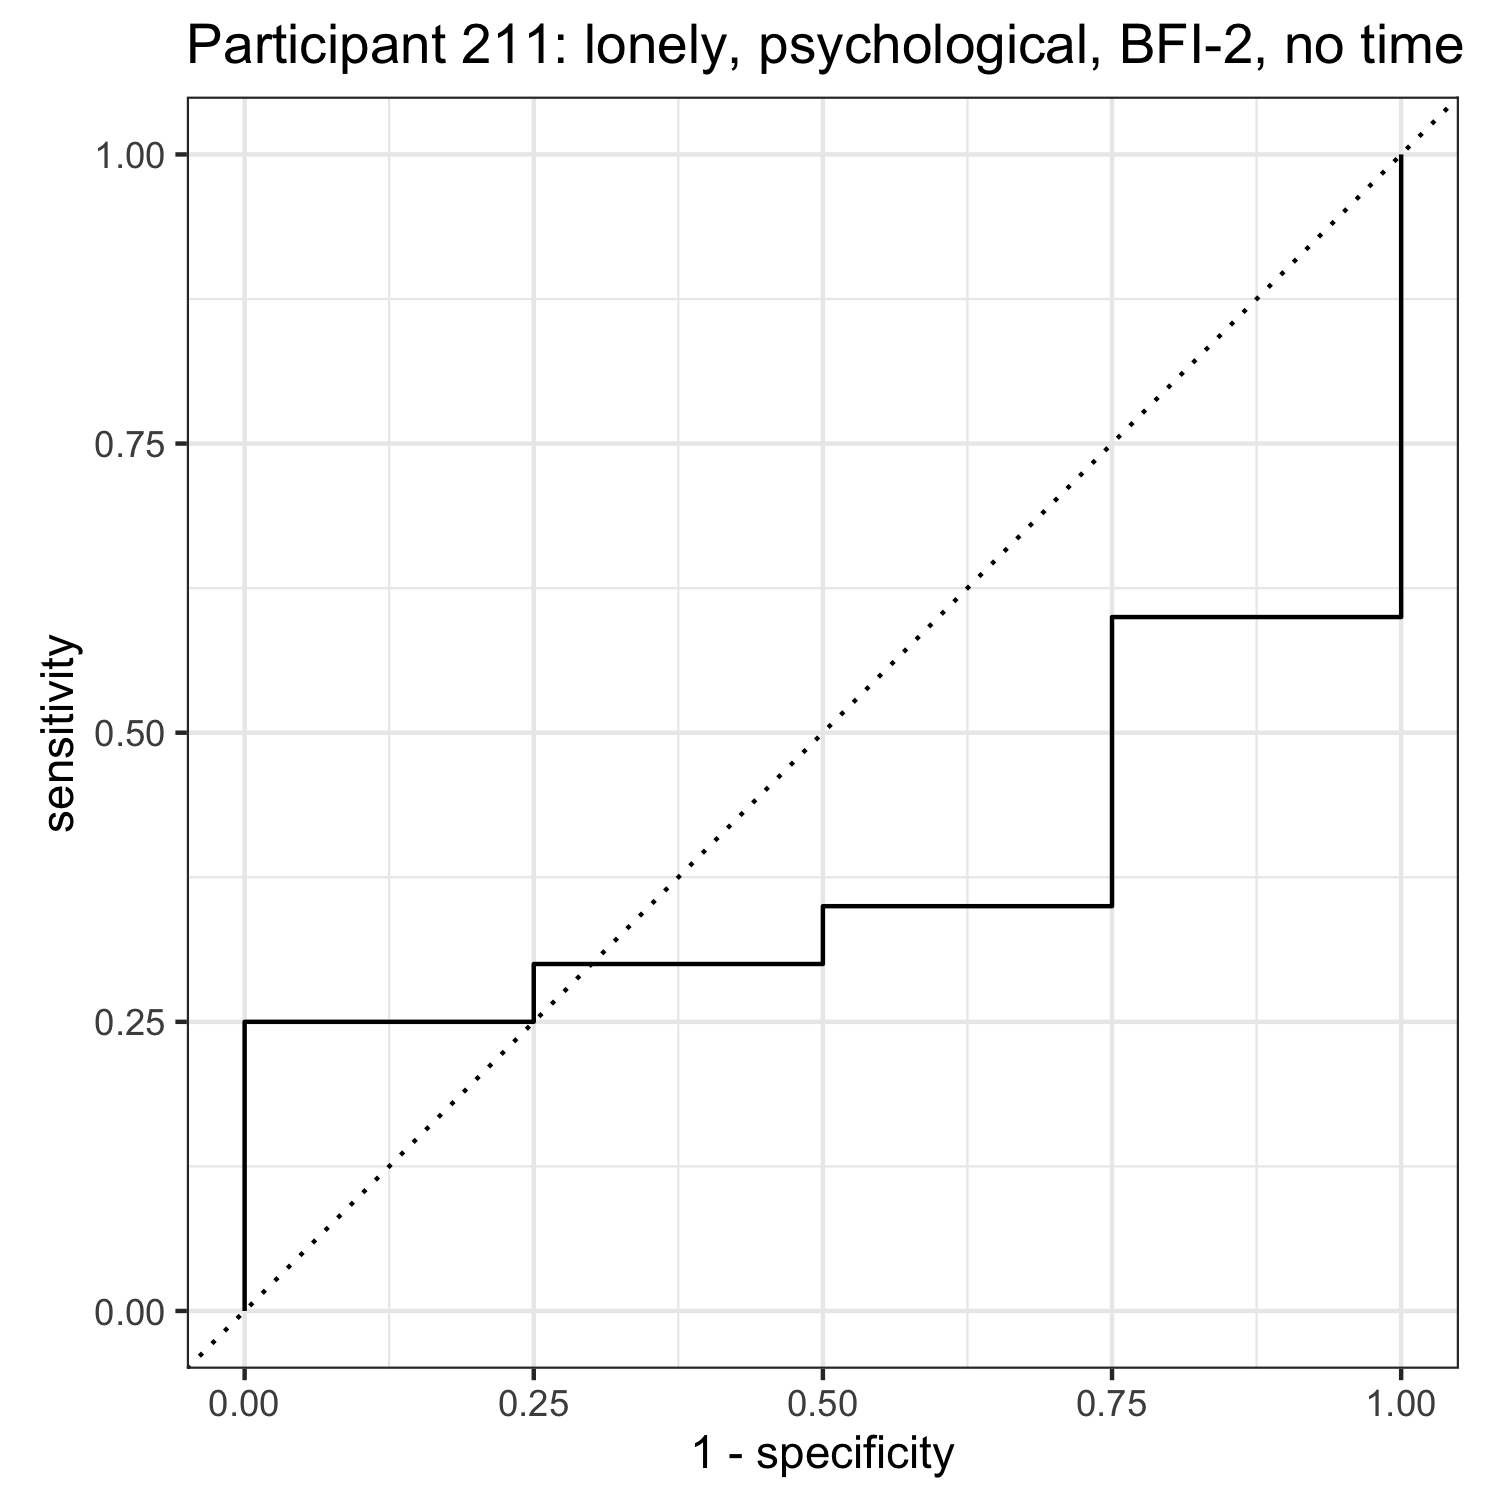 Participant 211: lonely, psychological, BFI-2, no time
1.00
0.75
0.50
0.25
0.00
sensitivity
0.00 0.25 0.50 0.75 1.00
1 - specificity